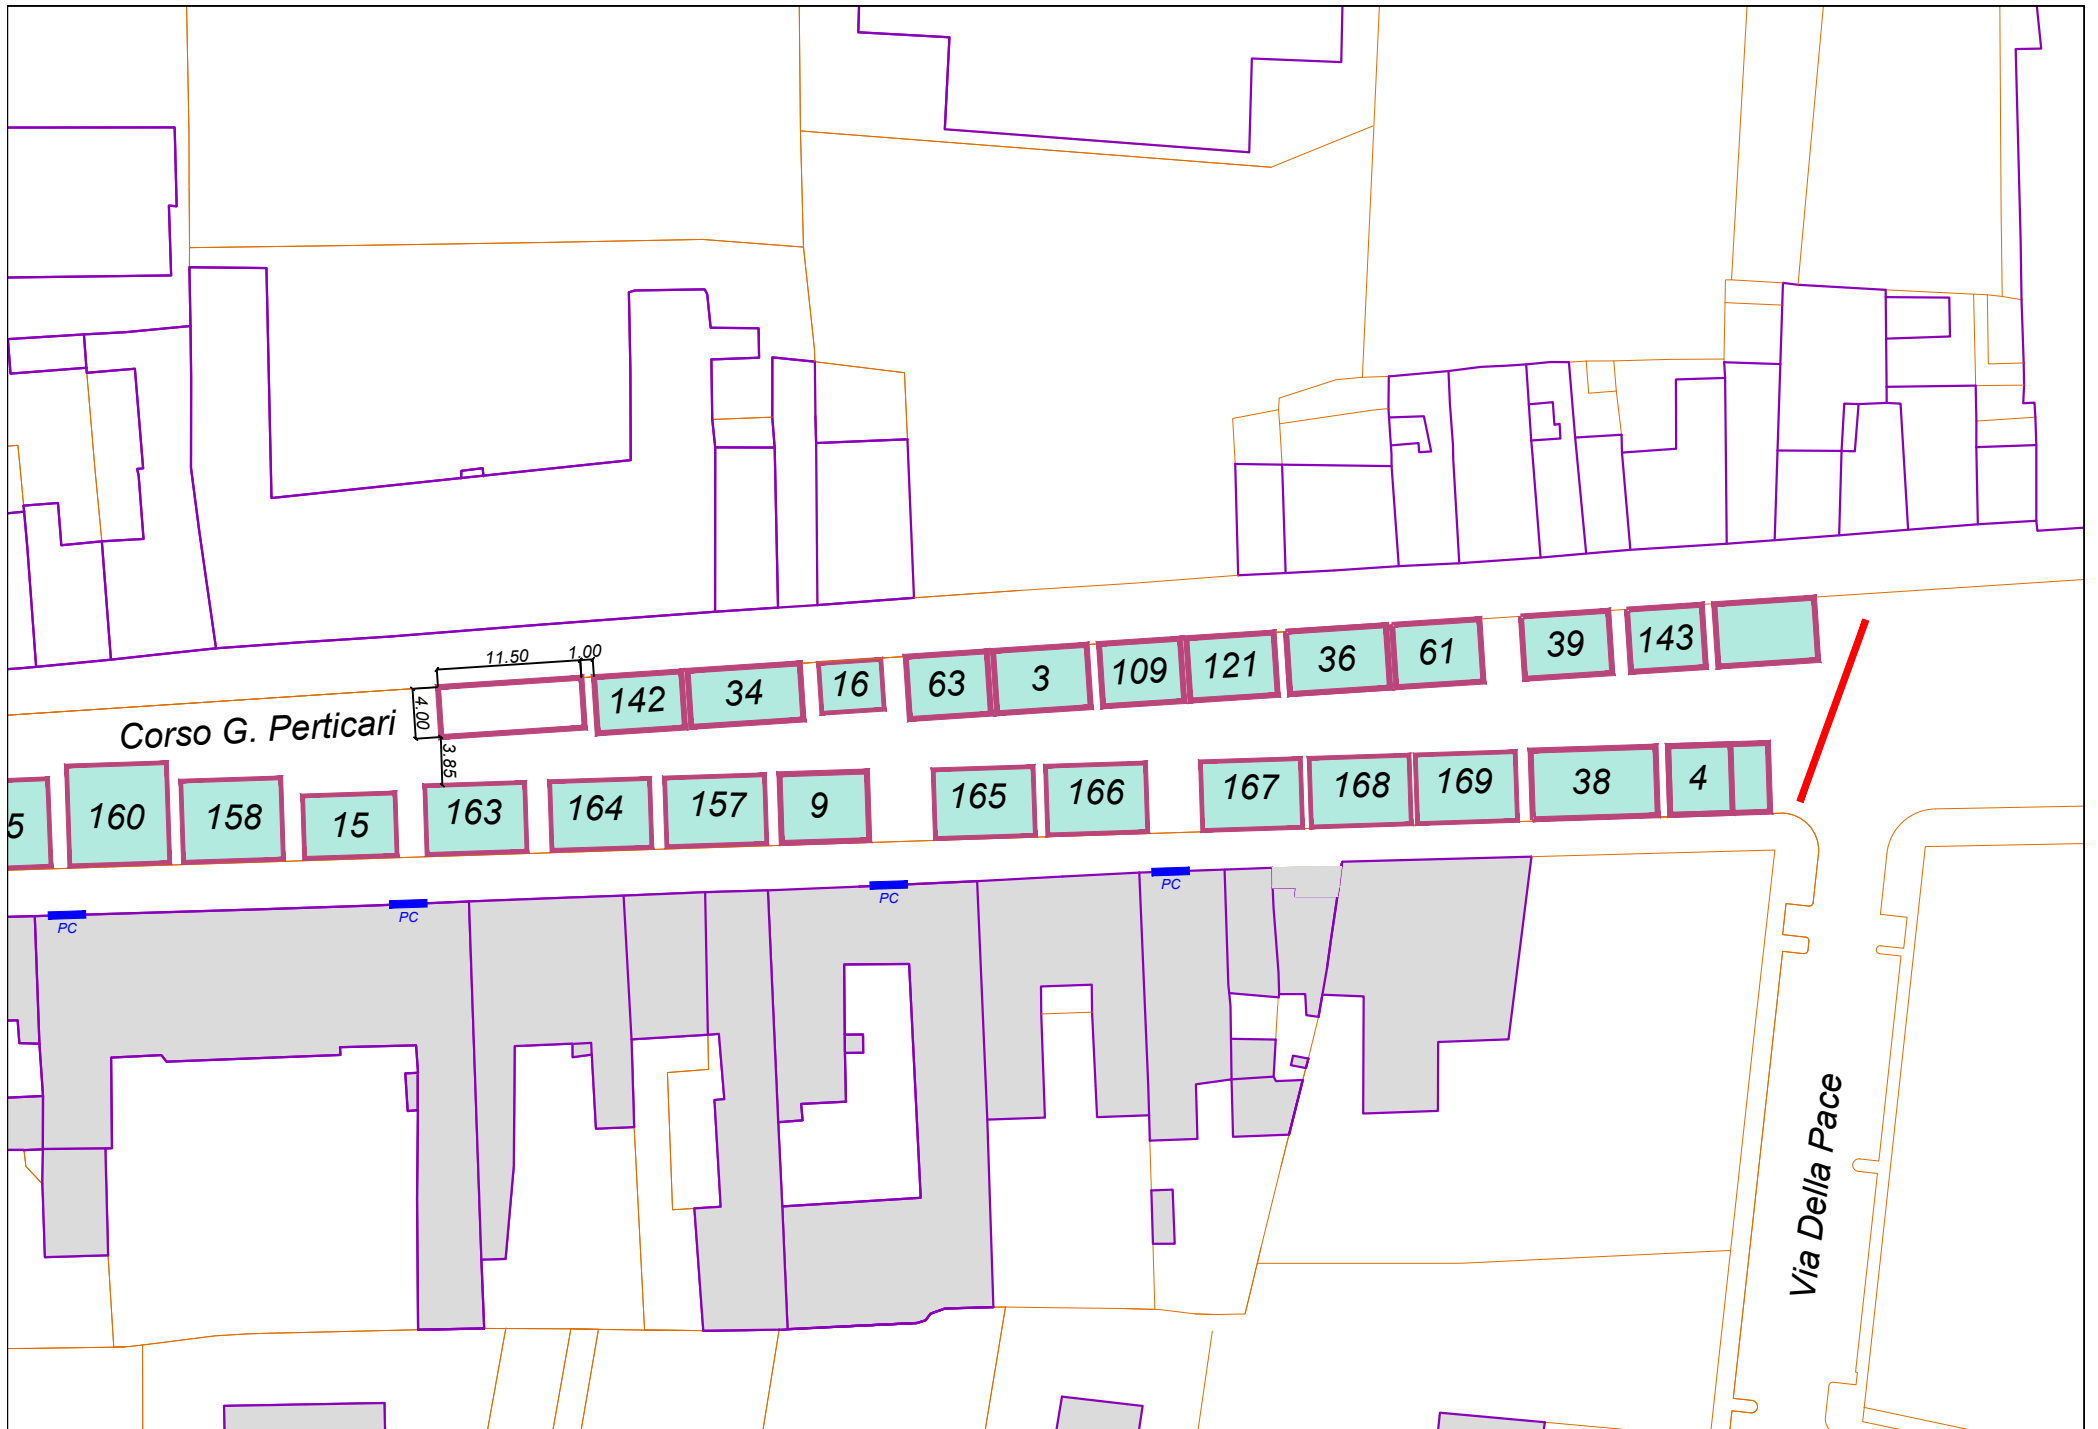 11.50 1.00
142 34 16 63 3 109 121 36 61 39 143
4.00
Corso G. Perticari
3.85
5 160 158 15 163 164 157 9 165 166 167 168 169 38 4
PC PC PC PC
Via Della Pace